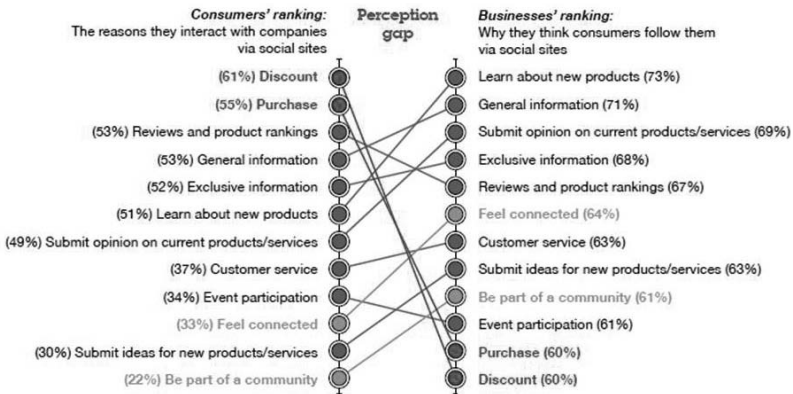 Consumers' ranking:
The reasons they interact with companies
via social sites
Perception
gap
Businesses' ranking:
Why they think consumers follow them
via social sites
(61%) Discount
(55%) Purchase
(53%) Reviews and product rankings
(53%) General information
(52%) Exclusive information
(51%) Learn about new products
(49%) Submit opinion on current products/services
(37%) Customer service
(34%) Event participation
(33%) Feel connected
(30%) Submit ideas for new products/services
(22%) Be part of a community
Learn about new products (73%)
General information (71%)
Submit opinion on current products/services (69%)
Exclusive information (68%)
Reviews and product rankings (67%)
Feel connected (64%)
Customer service (63%)
Submit ideas for new products/services (63%)
Be part of a community (61%)
Event participation (61%)
Purchase (60%)
Discount (60%)